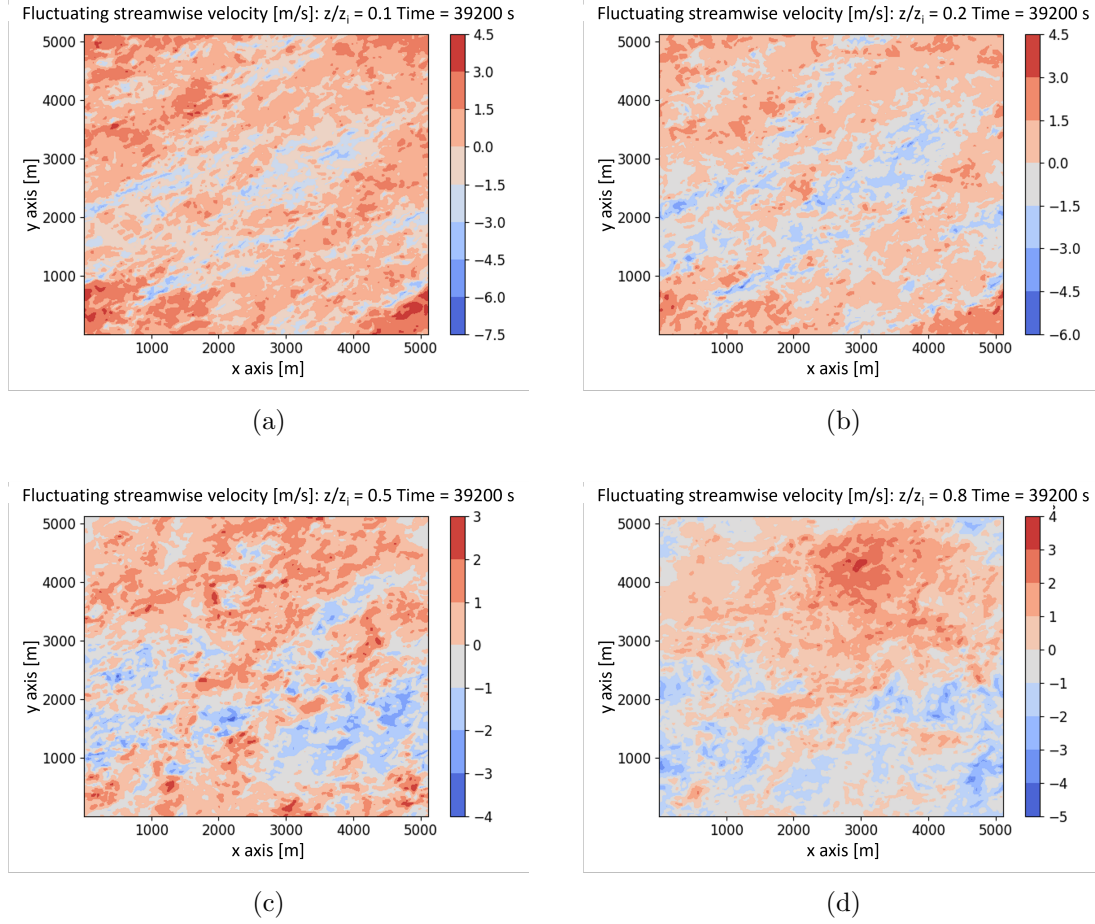 Fluctuating streamwise velocity [m/s]: z/zᵢ = 0.1 Time = 39200 s
5000
4000
3000
2000
1000
y axis [m]
1000 2000 3000 4000 5000
x axis [m]
4.5
3.0
1.5
0.0
−1.5
−3.0
−4.5
−6.0
−7.5
(a)
Fluctuating streamwise velocity [m/s]: z/zᵢ = 0.2 Time = 39200 s
5000
4000
3000
2000
1000
y axis [m]
1000 2000 3000 4000 5000
x axis [m]
4.5
3.0
1.5
0.0
−1.5
−3.0
−4.5
−6.0
(b)
Fluctuating streamwise velocity [m/s]: z/zᵢ = 0.5 Time = 39200 s
5000
4000
3000
2000
1000
y axis [m]
1000 2000 3000 4000 5000
x axis [m]
3
2
1
0
−1
−2
−3
−4
(c)
Fluctuating streamwise velocity [m/s]: z/zᵢ = 0.8 Time = 39200 s
5000
4000
3000
2000
1000
y axis [m]
1000 2000 3000 4000 5000
x axis [m]
4
3
2
1
0
−1
−2
−3
−4
−5
(d)